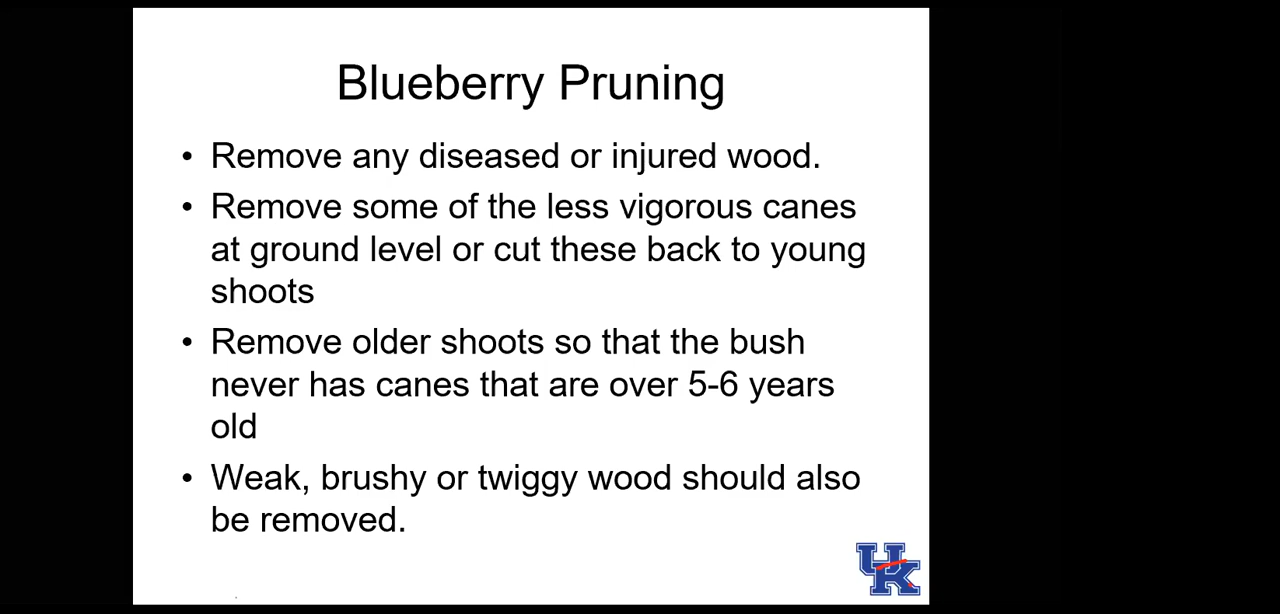 Blueberry Pruning
• Remove any diseased or injured wood.
• Remove some of the less vigorous canes
at ground level or cut these back to young
shoots
• Remove older shoots so that the bush
never has canes that are over 5-6 years
old
• Weak, brushy or twiggy wood should also
be removed.
UK